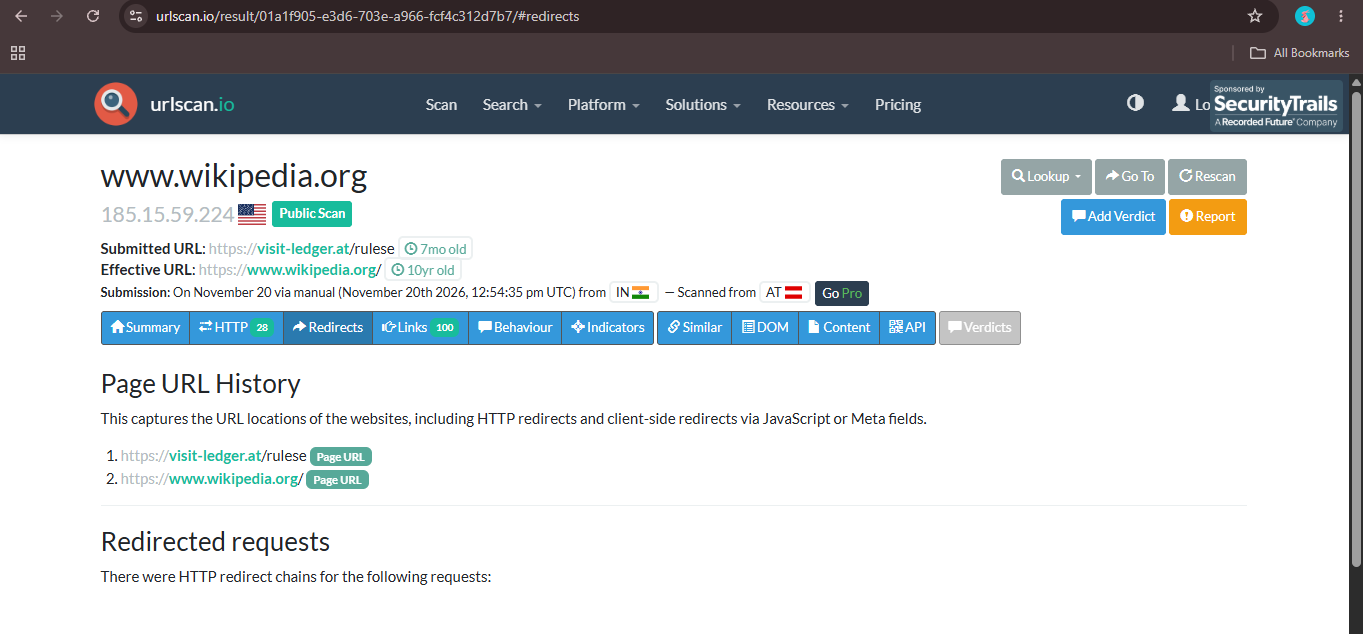 urlscan.io/result/01a1f905-e3d6-703e-a966-fcf4c312d7b7/#redirects
All Bookmarks
urlscan.io
Scan
Search
Platform
Solutions
Resources
Pricing
Lo
Sponsored by
SecurityTrails
A Recorded Future® Company
www.wikipedia.org
Lookup
Go To
Rescan
185.15.59.224
Public Scan
Add Verdict
Report
Submitted URL: https://visit-ledger.at/rulese 7mo old
Effective URL: https://www.wikipedia.org/ 10yr old
Submission: On November 20 via manual (November 20th 2026, 12:54:35 pm UTC) from IN — Scanned from AT Go Pro
Summary
HTTP 28
Redirects
Links 100
Behaviour
Indicators
Similar
DOM
Content
API
Verdicts
Page URL History
This captures the URL locations of the websites, including HTTP redirects and client-side redirects via JavaScript or Meta fields.
1. https://visit-ledger.at/rulese Page URL
2. https://www.wikipedia.org/ Page URL
Redirected requests
There were HTTP redirect chains for the following requests: